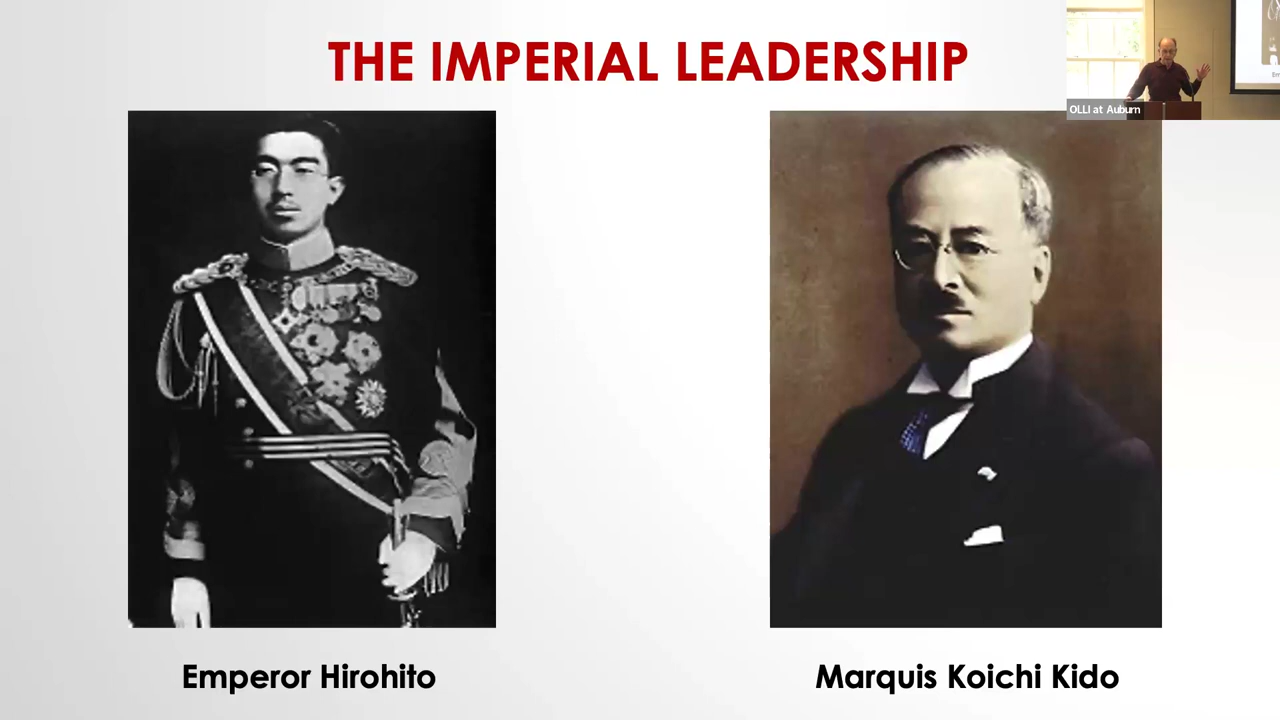 THE IMPERIAL LEADERSHIP
OLLI at Auburn
Emperor Hirohito
Marquis Koichi Kido